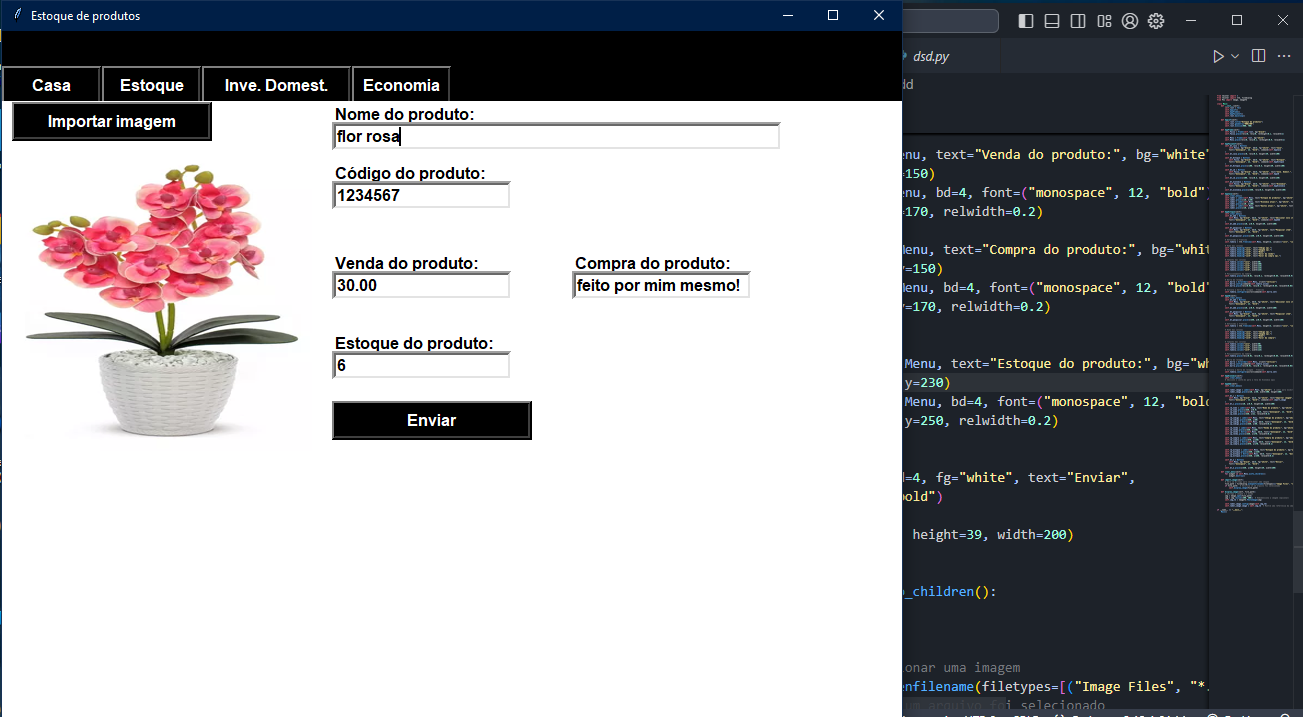 Estoque de produtos
Casa
Estoque
Inve. Domest.
Economia
Importar imagem
Nome do produto:
flor rosa
Código do produto:
1234567
Venda do produto:
30.00
Compra do produto:
feito por mim mesmo!
Estoque do produto:
6
Enviar
dsd.py
dd
enu, text="Venda do produto:", bg="white"
=150)
enu, bd=4, font=("monospace", 12, "bold")
=170, relwidth=0.2)
Menu, text="Compra do produto:", bg="whit
y=150)
Menu, bd=4, font=("monospace", 12, "bold"
y=170, relwidth=0.2)
Menu, text="Estoque do produto:", bg="wh
y=230)
Menu, bd=4, font=("monospace", 12, "bold
y=250, relwidth=0.2)
d=4, fg="white", text="Enviar",
bold")
height=39, width=200)
_children():
onar uma imagem
enfilename(filetypes=[("Image Files", "*.
um arquivo foi selecionado